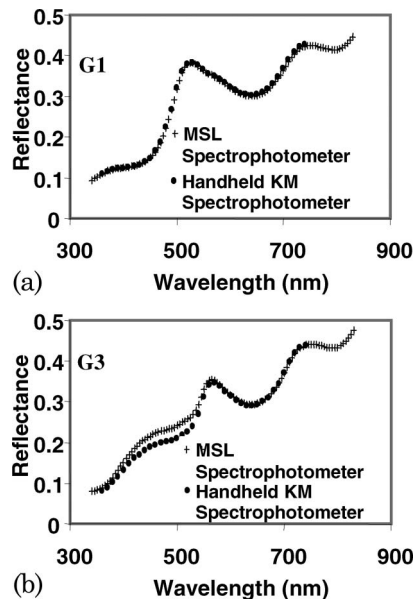 0.5
G1
0.4
0.3
0.2
0.1
0
Reflectance
+ MSL
Spectrophotometer
• Handheld KM
Spectrophotometer
300 500 700 900
Wavelength (nm)
(a)
0.5
G3
0.4
0.3
0.2
0.1
0
Reflectance
+ MSL
Spectrophotometer
• Handheld KM
Spectrophotometer
300 500 700 900
Wavelength (nm)
(b)